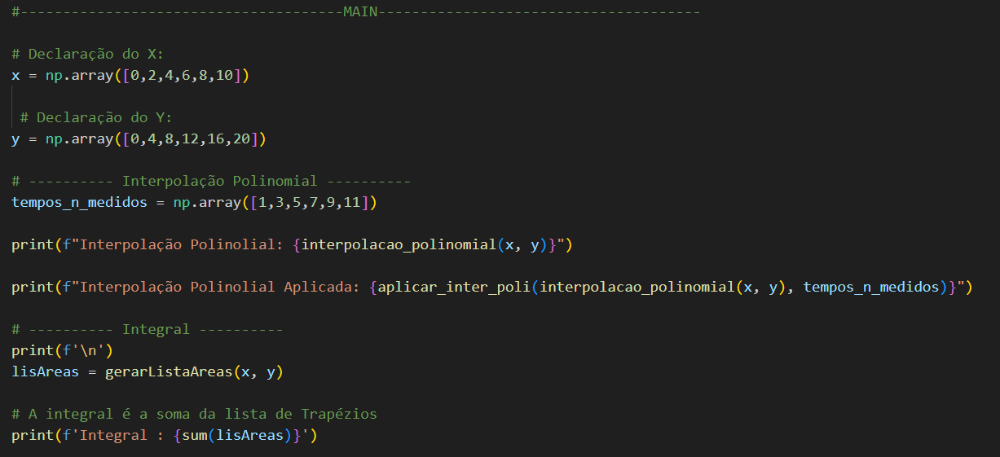 #--------------------------------------MAIN--------------------------------------
# Declaração do X:
x = np.array([0,2,4,6,8,10])
# Declaração do Y:
y = np.array([0,4,8,12,16,20])
# ---------- Interpolação Polinomial ----------
tempos_n_medidos = np.array([1,3,5,7,9,11])
print(f"Interpolação Polinolial: {interpolacao_polinomial(x, y)}")
print(f"Interpolação Polinolial Aplicada: {aplicar_inter_poli(interpolacao_polinomial(x, y), tempos_n_medidos)}")
# ---------- Integral ----------
print(f'\n')
lisAreas = gerarListaAreas(x, y)
# A integral é a soma da lista de Trapézios
print(f'Integral : {sum(lisAreas)}')